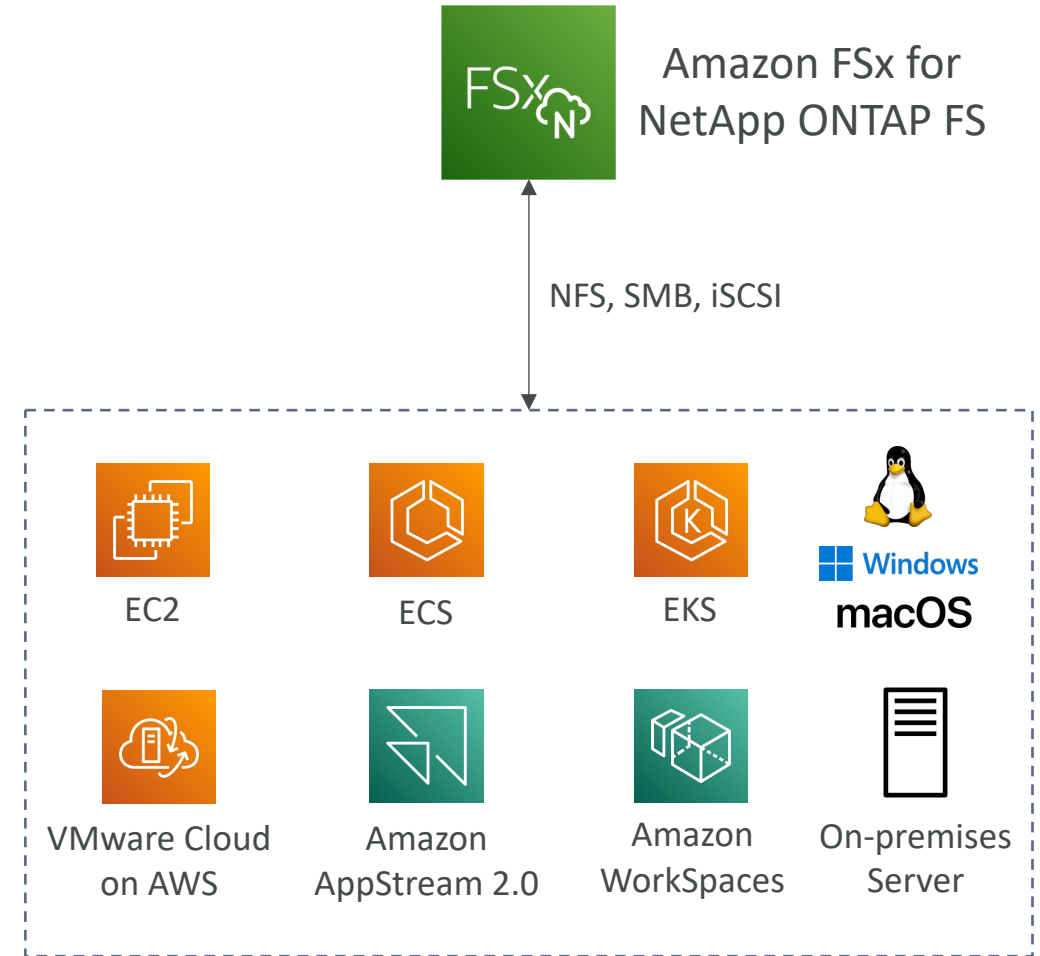 FSx
N
Amazon FSx for
NetApp ONTAP FS
NFS, SMB, iSCSI
EC2
ECS
K
EKS
Windows
macOS
VMware Cloud
on AWS
Amazon
AppStream 2.0
Amazon
WorkSpaces
On-premises
Server